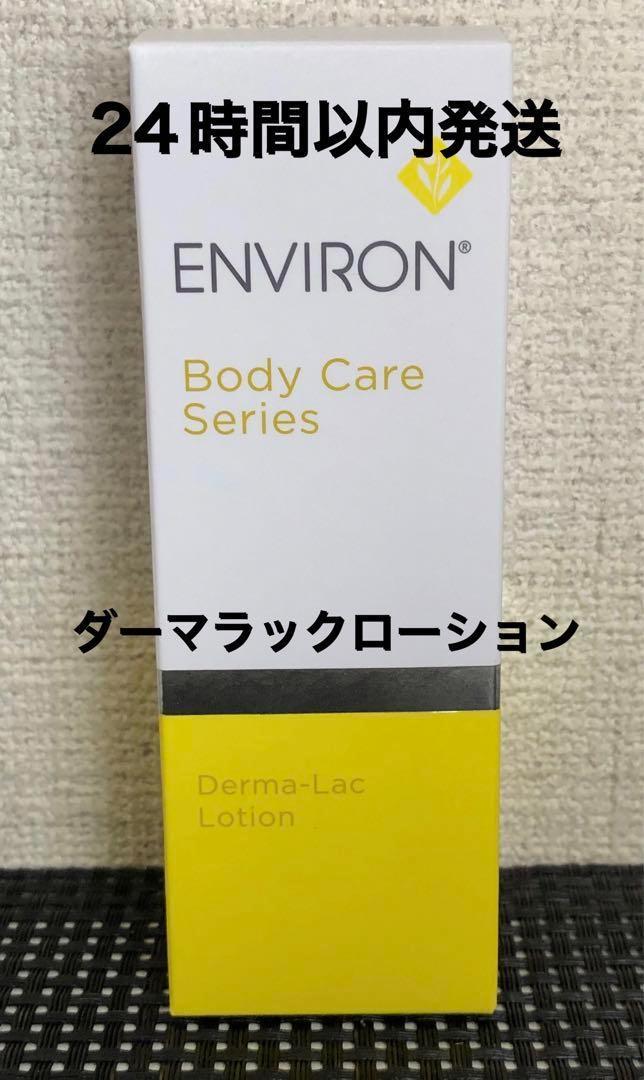 24時間以内発送
ENVIRON®
Body Care
Series
ダーマラックローション
Derma-Lac
Lotion